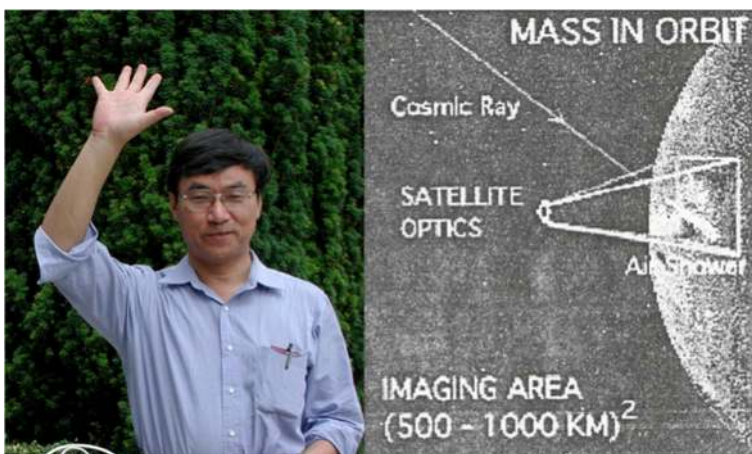 MASS IN ORBIT
Cosmic Ray
SATELLITE
OPTICS
Air Shower
IMAGING AREA
(500 - 1000 KM)²